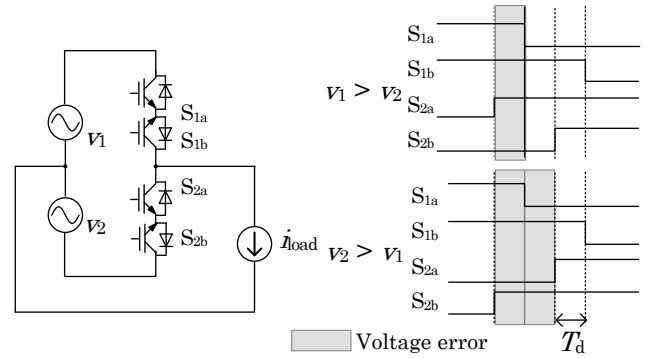 v1
v2
S1a
S1b
S2a
S2b
iload
v1 > v2
S1a
S1b
S2a
S2b
v2 > v1
S1a
S1b
S2a
S2b
Voltage error
Td